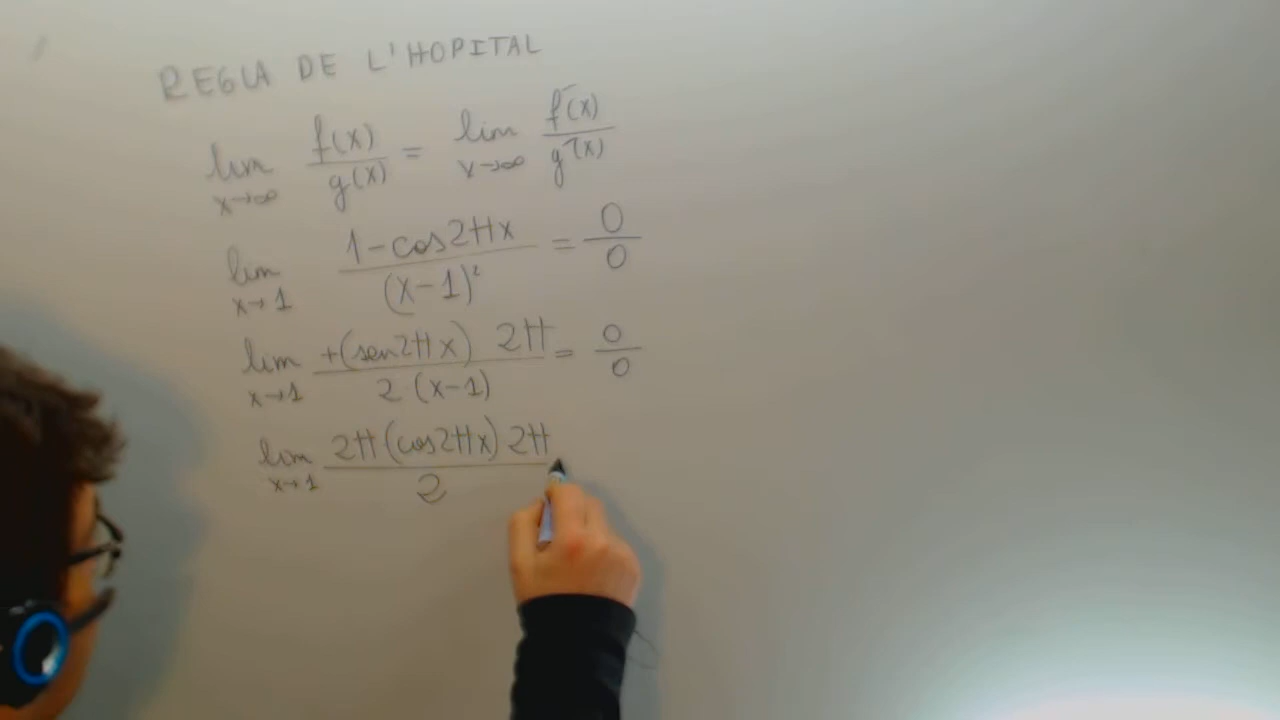 REGLA DE L'HOPITAL
lim x→∞ f(x)/g(x) = lim x→∞ f'(x)/g'(x)
lim x→1 1-cos2πx/(x-1)² = 0/0
lim x→1 +(sen2πx) 2π/2(x-1) = 0/0
lim x→1 2π(cos2πx)2π/2